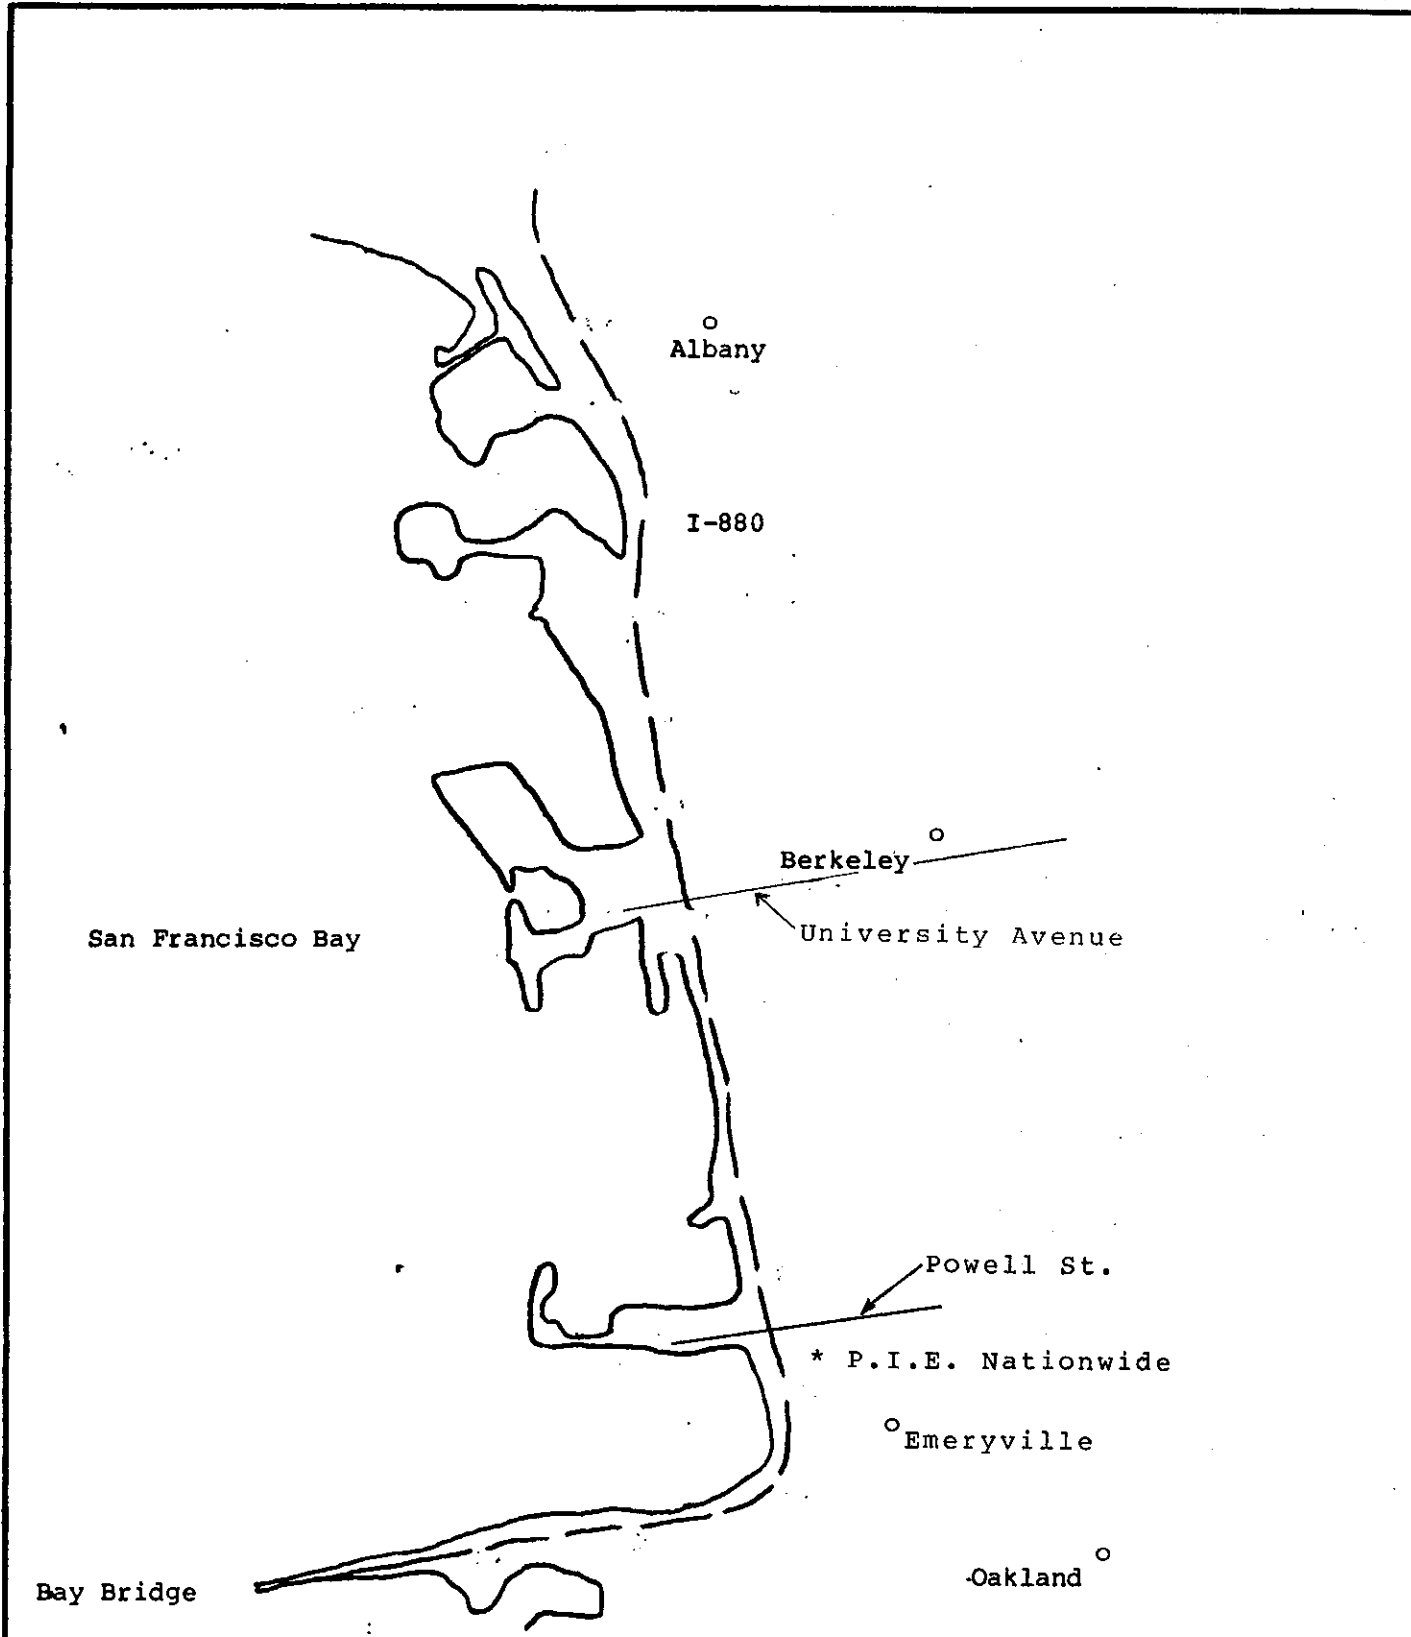 Albany
I-880
Berkeley
San Francisco Bay
University Avenue
Powell St.
* P.I.E. Nationwide
Emeryville
Oakland
Bay Bridge